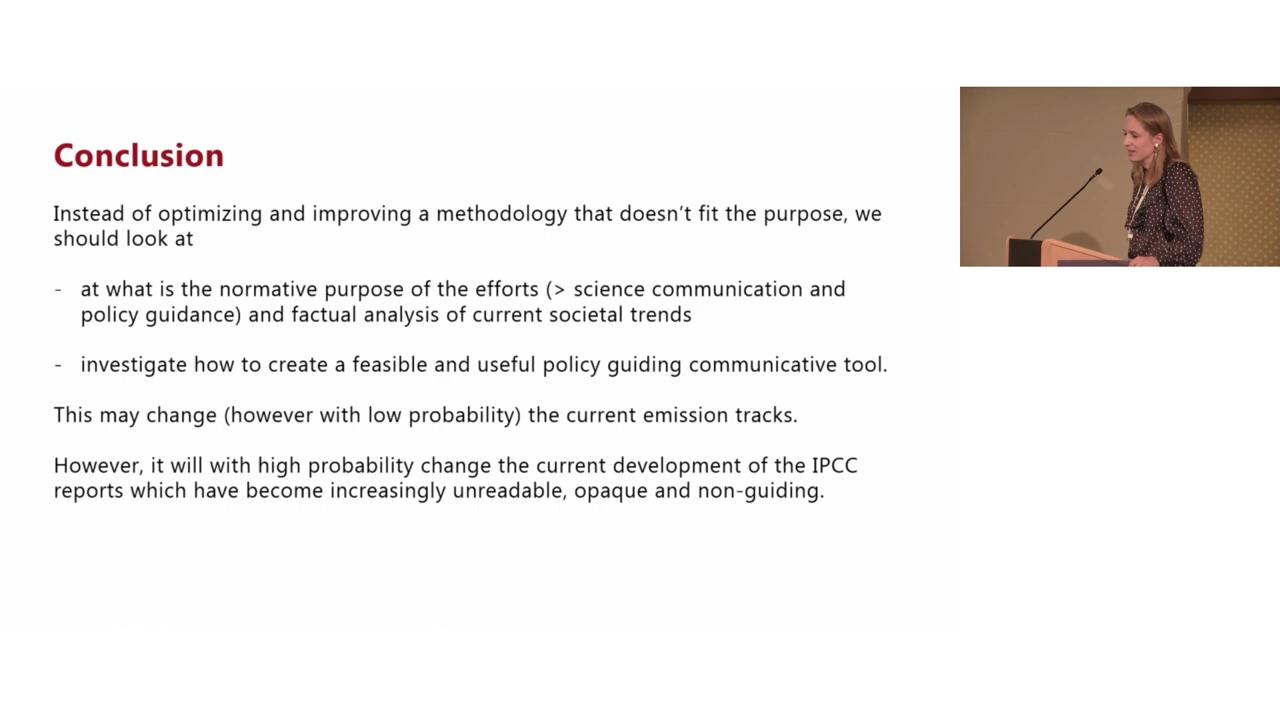 Conclusion
Instead of optimizing and improving a methodology that doesn't fit the purpose, we
should look at
- at what is the normative purpose of the efforts (> science communication and
policy guidance) and factual analysis of current societal trends
- investigate how to create a feasible and useful policy guiding communicative tool.
This may change (however with low probability) the current emission tracks.
However, it will with high probability change the current development of the IPCC
reports which have become increasingly unreadable, opaque and non-guiding.